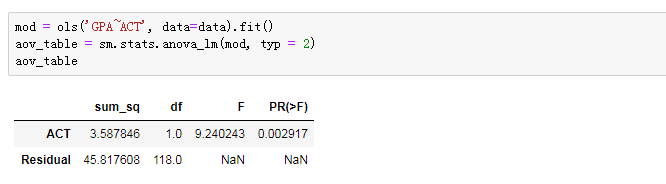 mod = ols('GPA~ACT', data=data).fit()
aov_table = sm.stats.anova_lm(mod, typ = 2)
aov_table
sum_sq df F PR(>F)
ACT 3.587846 1.0 9.240243 0.002917
Residual 45.817608 118.0 NaN NaN